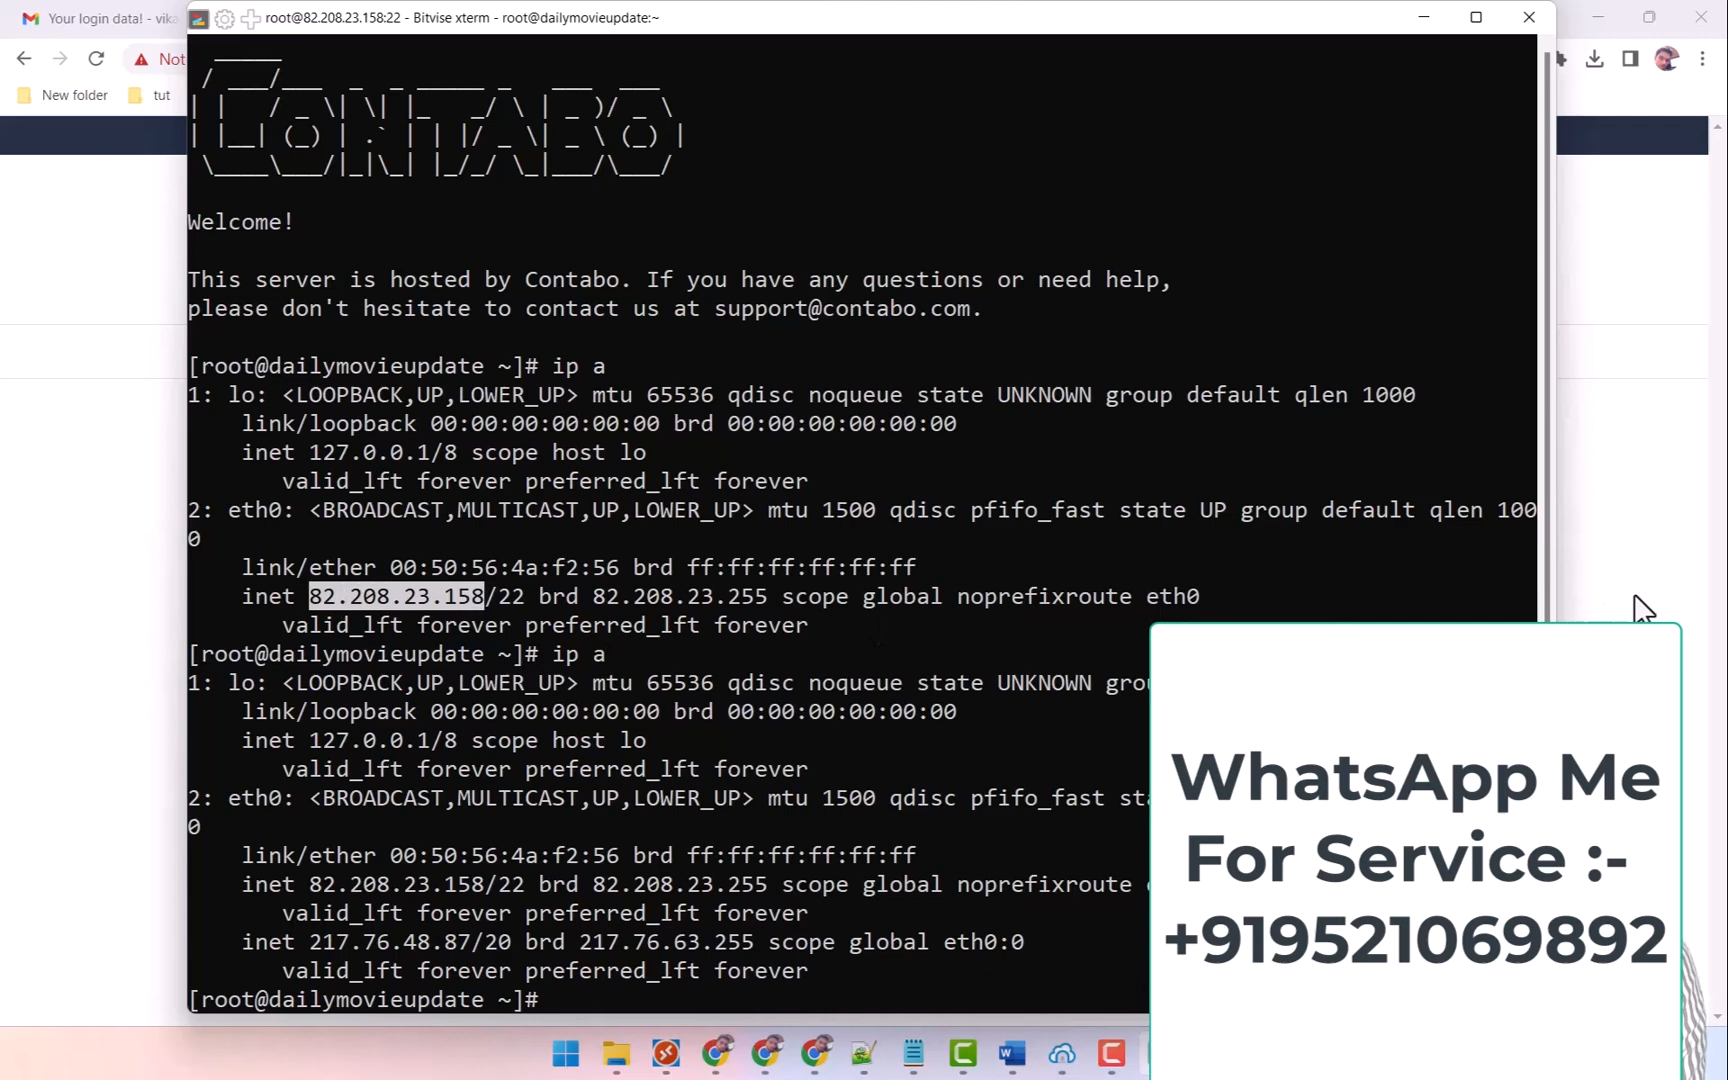 Your login data! - vika
root@82.208.23.158:22 - Bitvise xterm - root@dailymovieupdate:~
Not
New folder
tut
CONTABO
Welcome!
This server is hosted by Contabo. If you have any questions or need help,
please don't hesitate to contact us at support@contabo.com.
[root@dailymovieupdate ~]# ip a
1: lo: <LOOPBACK,UP,LOWER_UP> mtu 65536 qdisc noqueue state UNKNOWN group default qlen 1000
link/loopback 00:00:00:00:00:00 brd 00:00:00:00:00:00
inet 127.0.0.1/8 scope host lo
valid_lft forever preferred_lft forever
2: eth0: <BROADCAST,MULTICAST,UP,LOWER_UP> mtu 1500 qdisc pfifo_fast state UP group default qlen 100
0
link/ether 00:50:56:4a:f2:56 brd ff:ff:ff:ff:ff:ff
inet 82.208.23.158/22 brd 82.208.23.255 scope global noprefixroute eth0
valid_lft forever preferred_lft forever
[root@dailymovieupdate ~]# ip a
1: lo: <LOOPBACK,UP,LOWER_UP> mtu 65536 qdisc noqueue state UNKNOWN grou
link/loopback 00:00:00:00:00:00 brd 00:00:00:00:00:00
inet 127.0.0.1/8 scope host lo
valid_lft forever preferred_lft forever
2: eth0: <BROADCAST,MULTICAST,UP,LOWER_UP> mtu 1500 qdisc pfifo_fast sta
0
link/ether 00:50:56:4a:f2:56 brd ff:ff:ff:ff:ff:ff
inet 82.208.23.158/22 brd 82.208.23.255 scope global noprefixroute
valid_lft forever preferred_lft forever
inet 217.76.48.87/20 brd 217.76.63.255 scope global eth0:0
valid_lft forever preferred_lft forever
[root@dailymovieupdate ~]#
WhatsApp Me
For Service :-
+919521069892